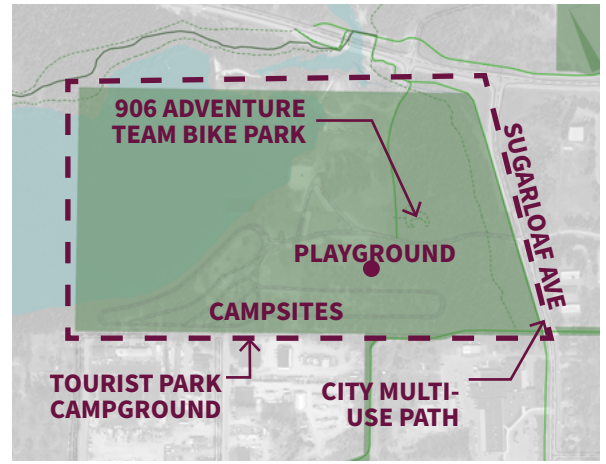 906 ADVENTURE
TEAM BIKE PARK
SUGARLOAF AVE
PLAYGROUND
CAMPSITES
TOURIST PARK
CAMPGROUND
CITY MULTI-
USE PATH